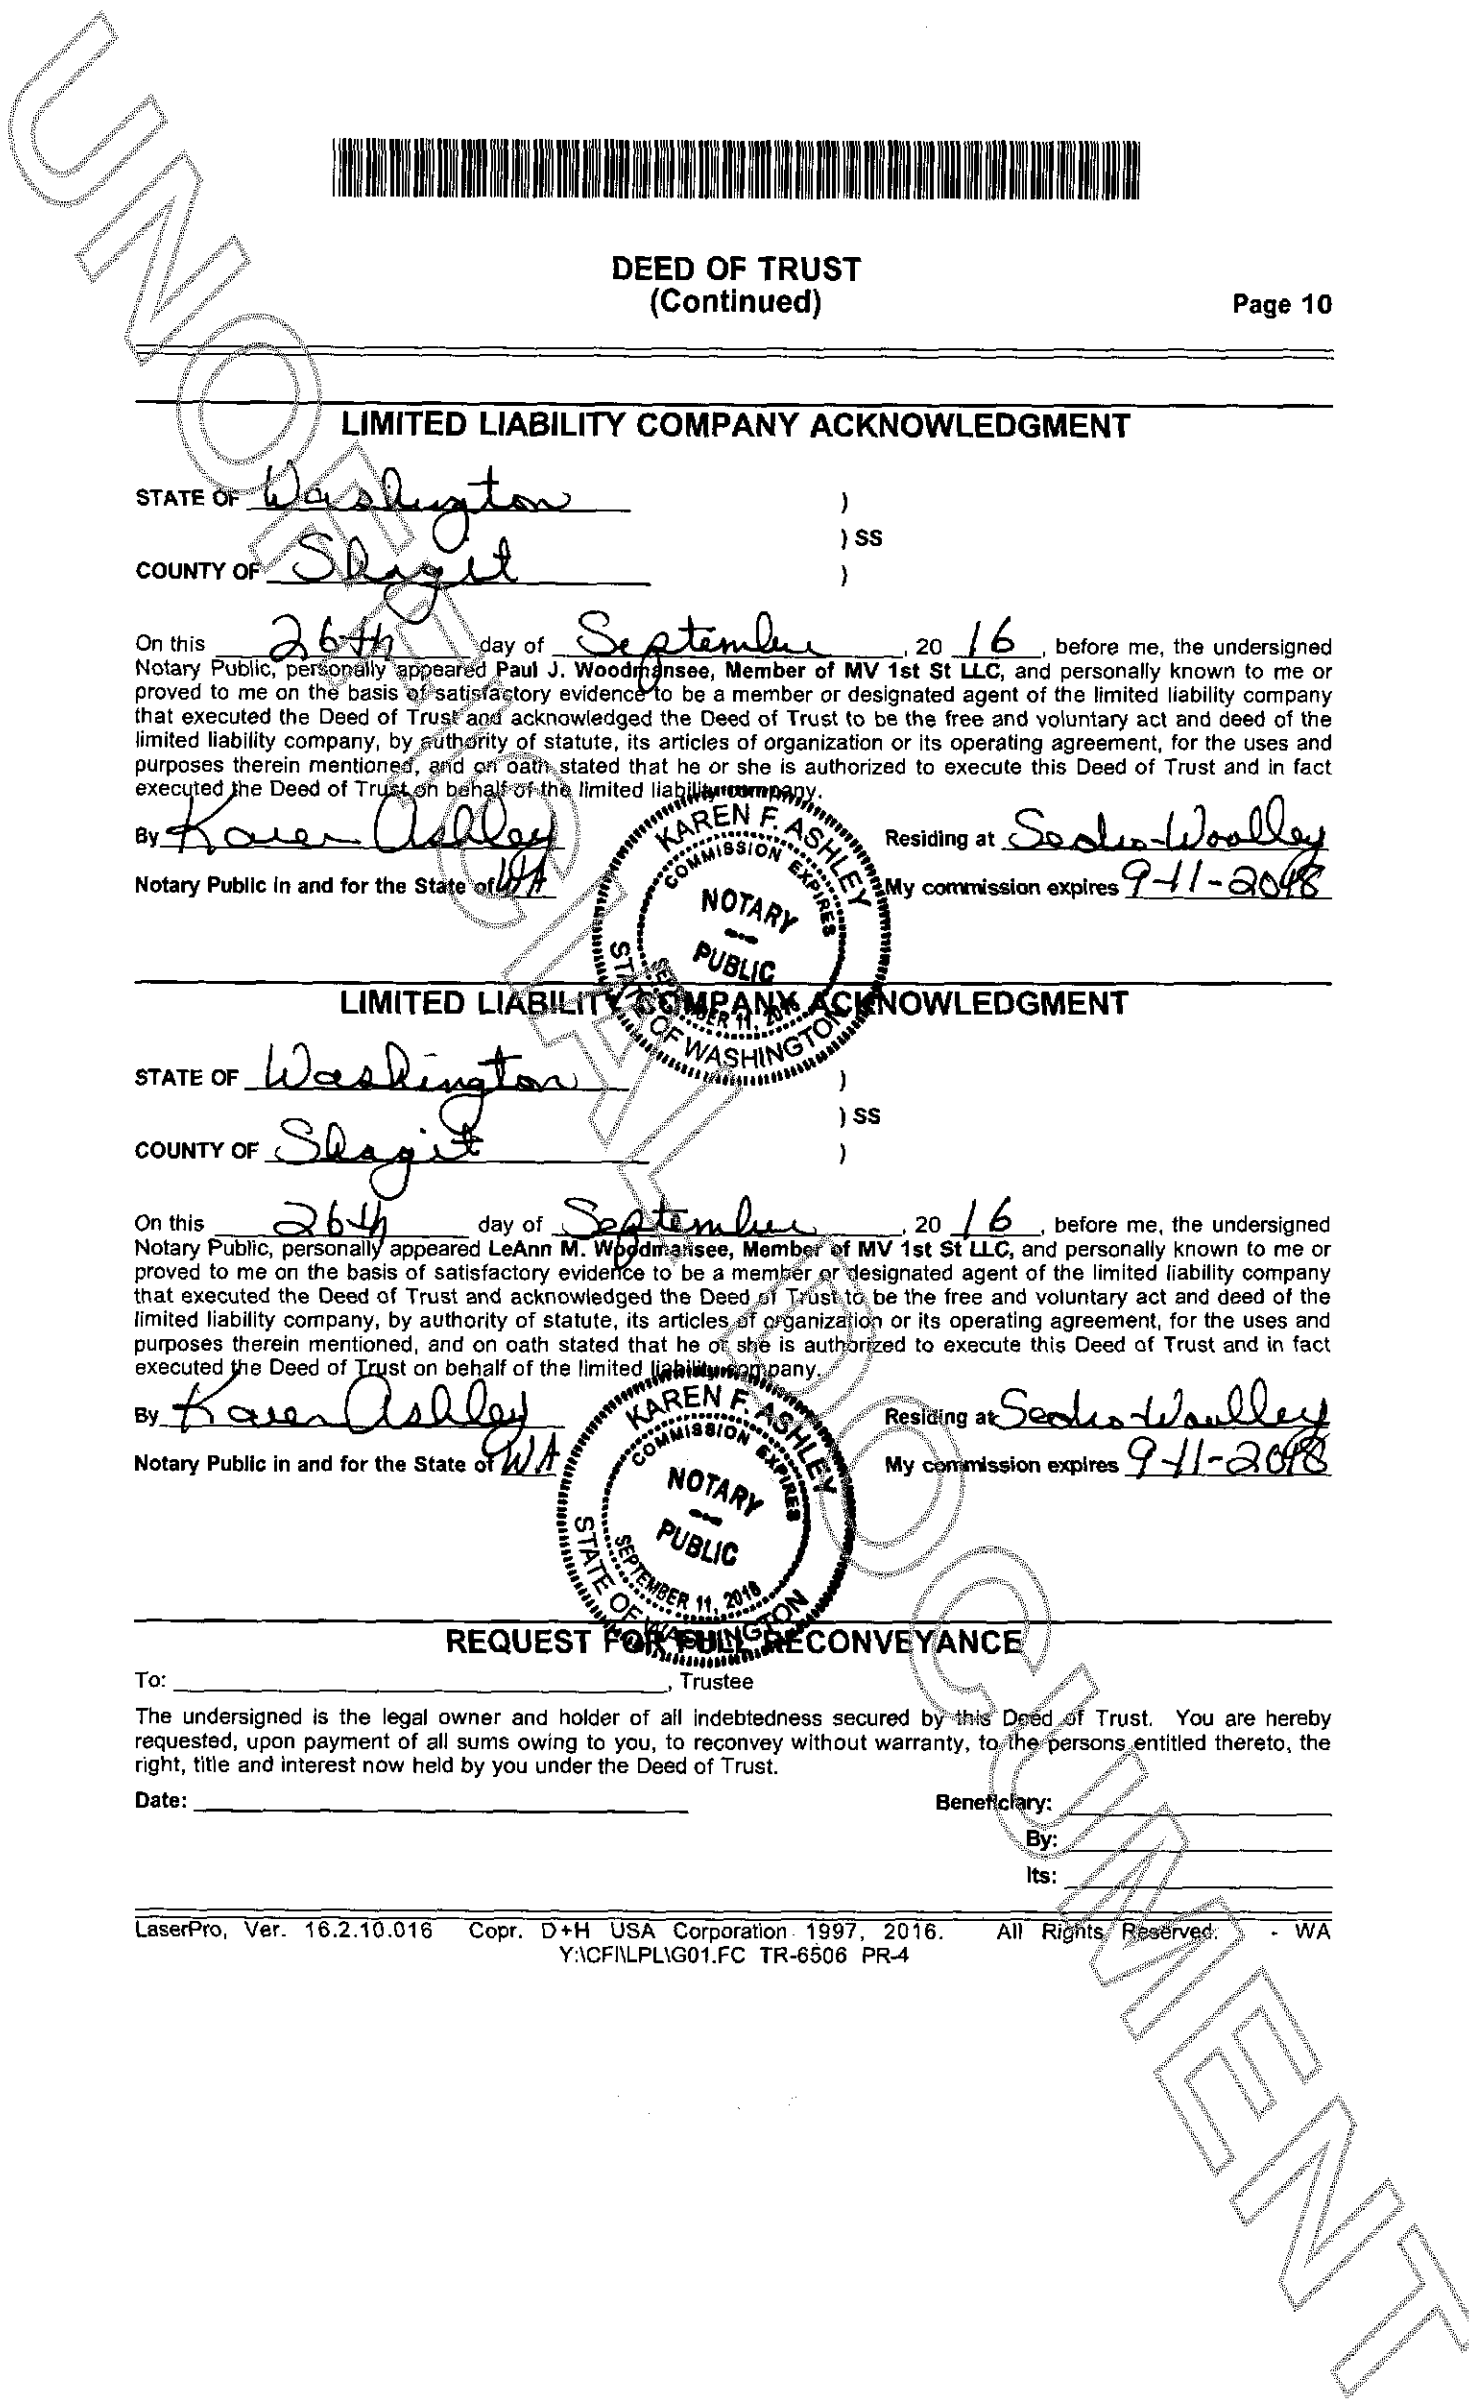 DEED OF TRUST
(Continued) Page 10
LIMITED LIABILITY COMPANY ACKNOWLEDGMENT
STATE OF Washington )
) SS
COUNTY OF Skagit )
On this 26th day of September , 20 16 , before me, the undersigned
Notary Public, personally appeared Paul J. Woodmansee, Member of MV 1st St LLC, and personally known to me or
proved to me on the basis of satisfactory evidence to be a member or designated agent of the limited liability company
that executed the Deed of Trust and acknowledged the Deed of Trust to be the free and voluntary act and deed of the
limited liability company, by authority of statute, its articles of organization or its operating agreement, for the uses and
purposes therein mentioned, and on oath stated that he or she is authorized to execute this Deed of Trust and in fact
executed the Deed of Trust on behalf of the limited liability company.
By Karen Ashley Residing at Sedro-Woolley
Notary Public in and for the State of WA My commission expires 9-11-2018
KAREN F. ASHLEY
COMMISSION EXPIRES
NOTARY
PUBLIC
SEPTEMBER 11, 2018
STATE OF WASHINGTON
LIMITED LIABILITY COMPANY ACKNOWLEDGMENT
STATE OF Washington )
) SS
COUNTY OF Skagit )
On this 26th day of September , 20 16 , before me, the undersigned
Notary Public, personally appeared LeAnn M. Woodmansee, Member of MV 1st St LLC, and personally known to me or
proved to me on the basis of satisfactory evidence to be a member or designated agent of the limited liability company
that executed the Deed of Trust and acknowledged the Deed of Trust to be the free and voluntary act and deed of the
limited liability company, by authority of statute, its articles of organization or its operating agreement, for the uses and
purposes therein mentioned, and on oath stated that he or she is authorized to execute this Deed of Trust and in fact
executed the Deed of Trust on behalf of the limited liability company.
By Karen Ashley Residing at Sedro-Woolley
Notary Public in and for the State of WA My commission expires 9-11-2018
KAREN F. ASHLEY
COMMISSION EXPIRES
NOTARY
PUBLIC
SEPTEMBER 11, 2018
STATE OF WASHINGTON
REQUEST FOR FULL RECONVEYANCE
To: , Trustee
The undersigned is the legal owner and holder of all indebtedness secured by this Deed of Trust. You are hereby
requested, upon payment of all sums owing to you, to reconvey without warranty, to the persons entitled thereto, the
right, title and interest now held by you under the Deed of Trust.
Date: Beneficiary:
By:
Its:
LaserPro, Ver. 16.2.10.016 Copr. D+H USA Corporation 1997, 2016. All Rights Reserved. - WA
Y:\CFI\LPL\G01.FC TR-6506 PR-4
UNOFFICIAL DOCUMENT